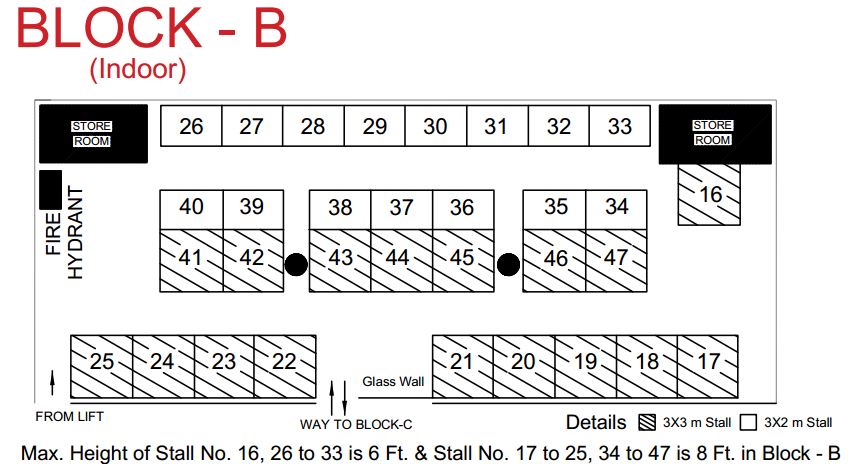 BLOCK - B
(Indoor)
STORE
ROOM
26 27 28 29 30 31 32 33
STORE
ROOM
16
FIRE
HYDRANT
40 39 38 37 36 35 34
41 42 43 44 45 46 47
25 24 23 22 21 20 19 18 17
Glass Wall
FROM LIFT
WAY TO BLOCK-C
Details 3X3 m Stall 3X2 m Stall
Max. Height of Stall No. 16, 26 to 33 is 6 Ft. & Stall No. 17 to 25, 34 to 47 is 8 Ft. in Block - B